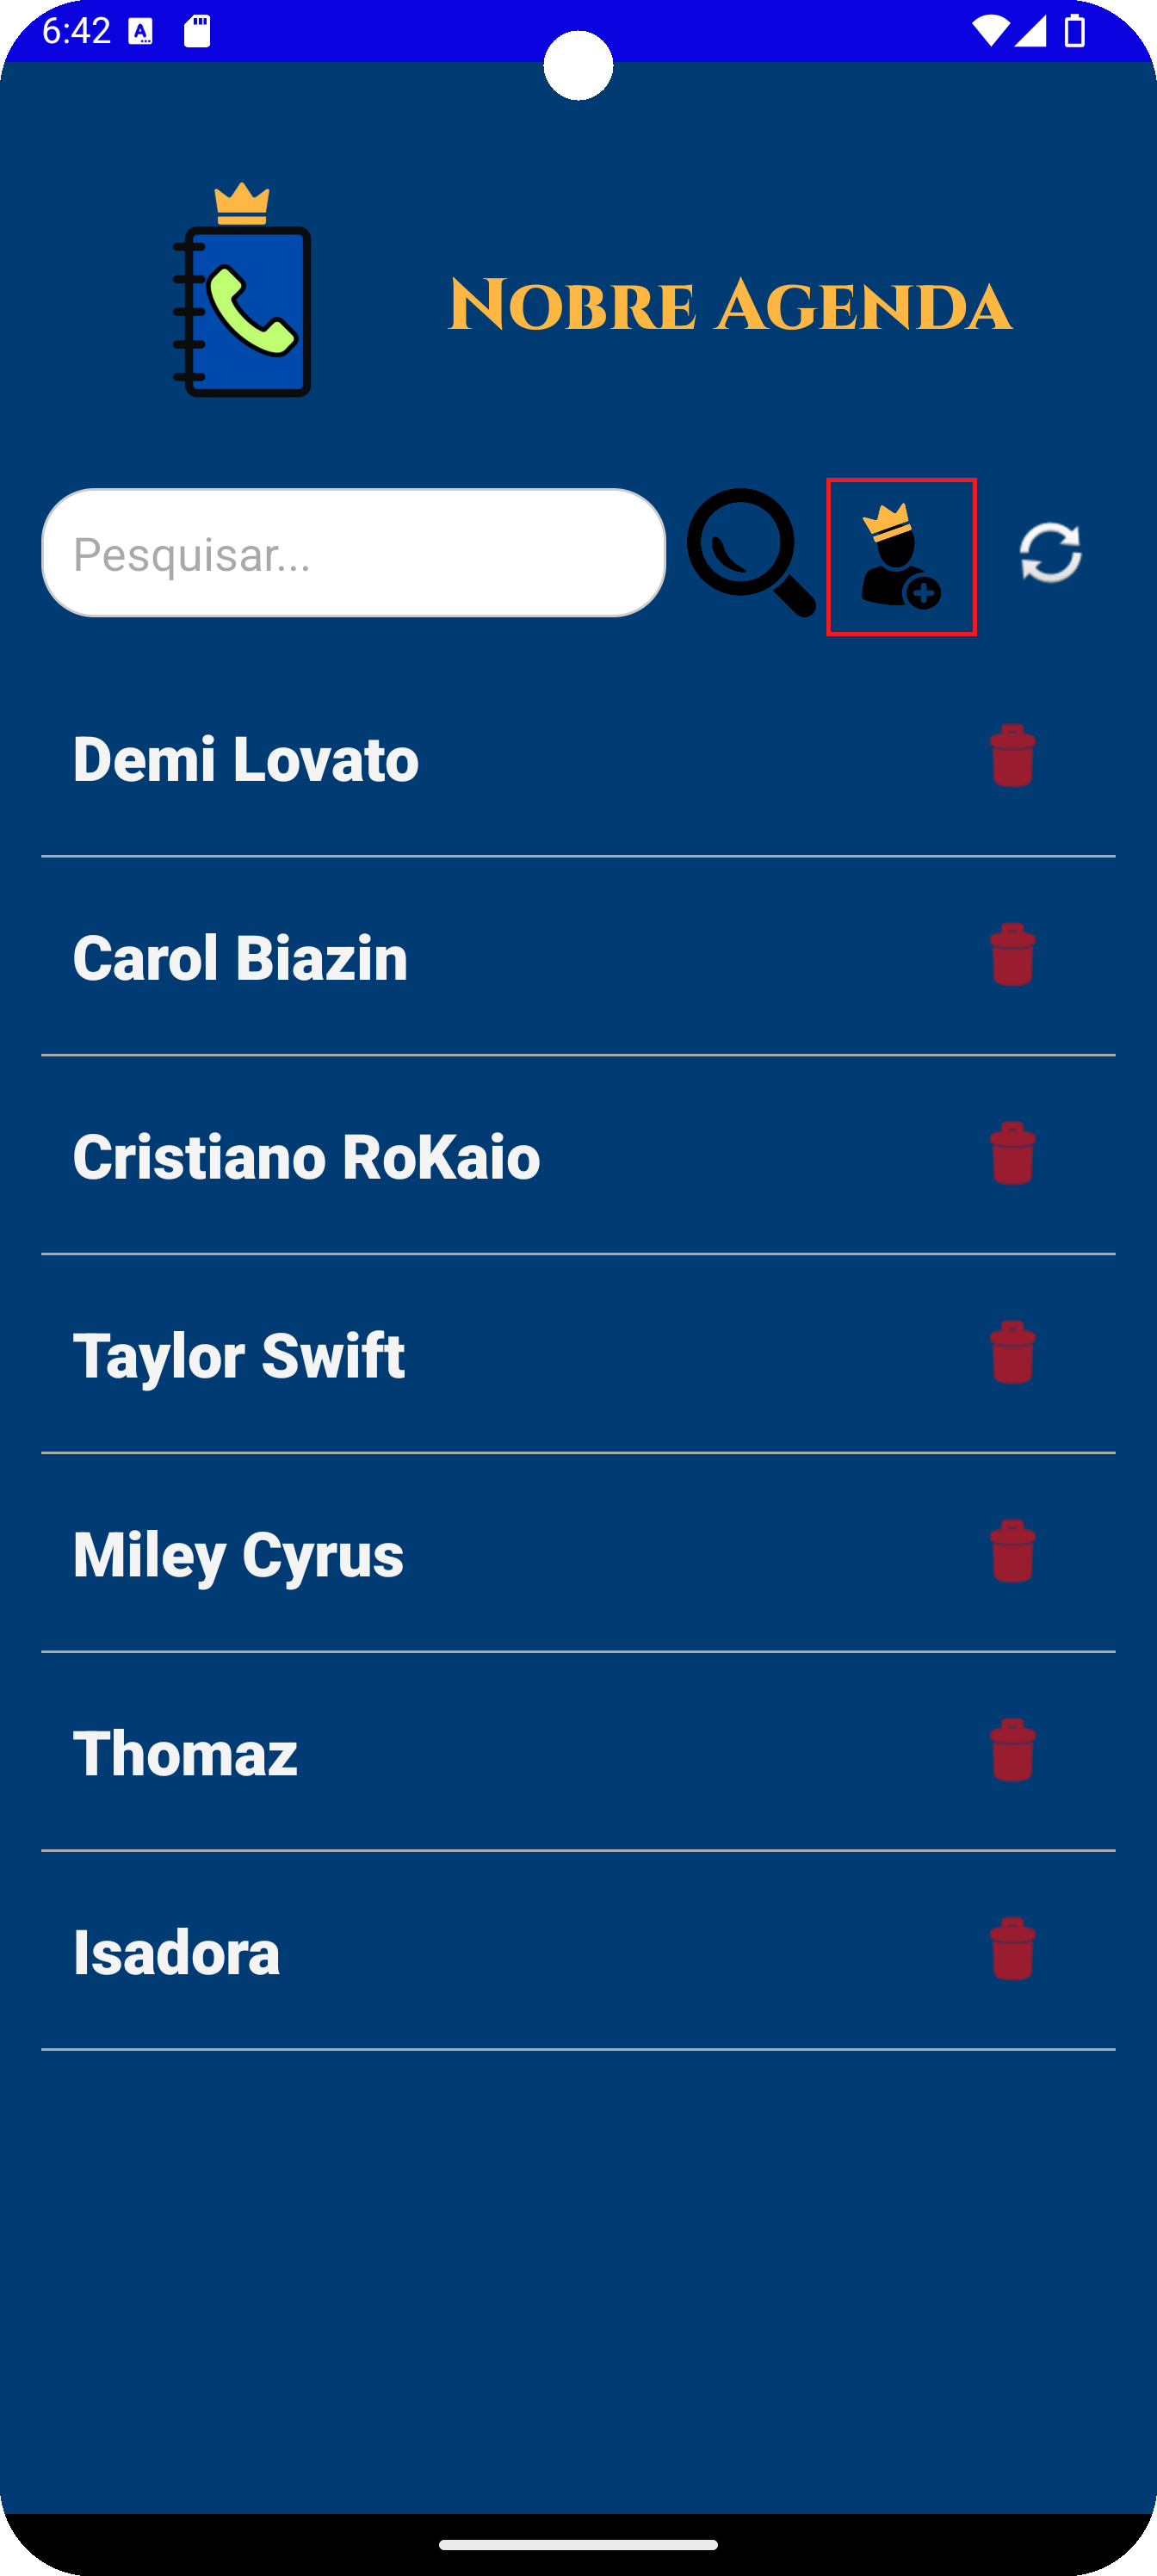 6:42
Nobre Agenda
Pesquisar...
Demi Lovato
Carol Biazin
Cristiano RoKaio
Taylor Swift
Miley Cyrus
Thomaz
Isadora